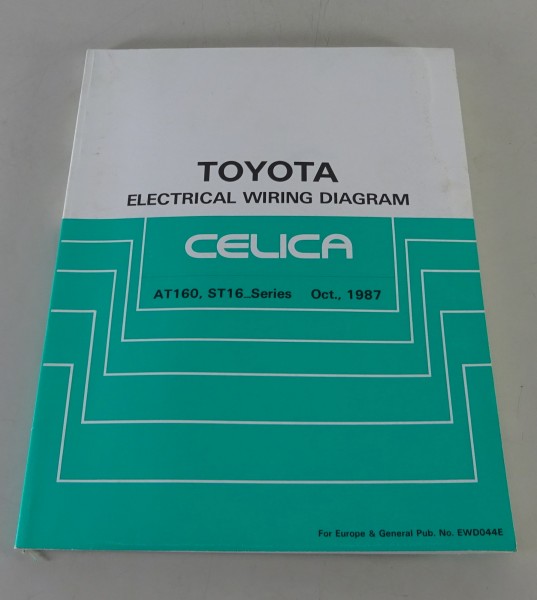 TOYOTA
ELECTRICAL WIRING DIAGRAM
CELICA
AT160, ST16_Series Oct., 1987
For Europe & General Pub. No. EWD044E